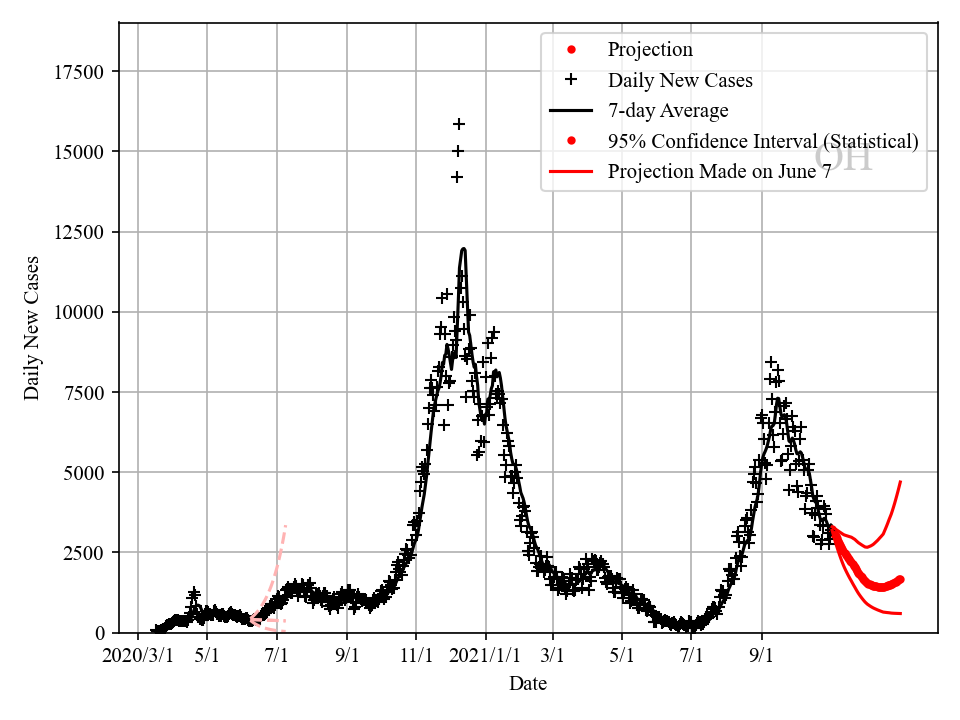 17500
15000
12500
10000
7500
5000
2500
0
Daily New Cases
Projection
Daily New Cases
7-day Average
95% Confidence Interval (Statistical)
OH
Projection Made on June 7
2020/3/1 5/1 7/1 9/1 11/1 2021/1/1 3/1 5/1 7/1 9/1
Date